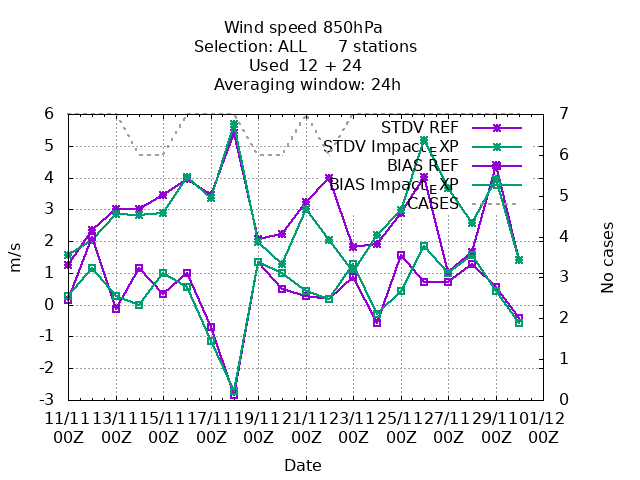 Wind speed 850hPa
Selection: ALL 7 stations
Used 12 + 24
Averaging window: 24h
STDV REF
STDV Impact_EXP
BIAS REF
BIAS Impact_EXP
CASES
m/s
6
5
4
3
2
1
0
-1
-2
-3
No cases
7
6
5
4
3
2
1
0
11/11 13/11 15/11 17/11 19/11 21/11 23/11 25/11 27/11 29/11 01/12
00Z 00Z 00Z 00Z 00Z 00Z 00Z 00Z 00Z 00Z 00Z
Date